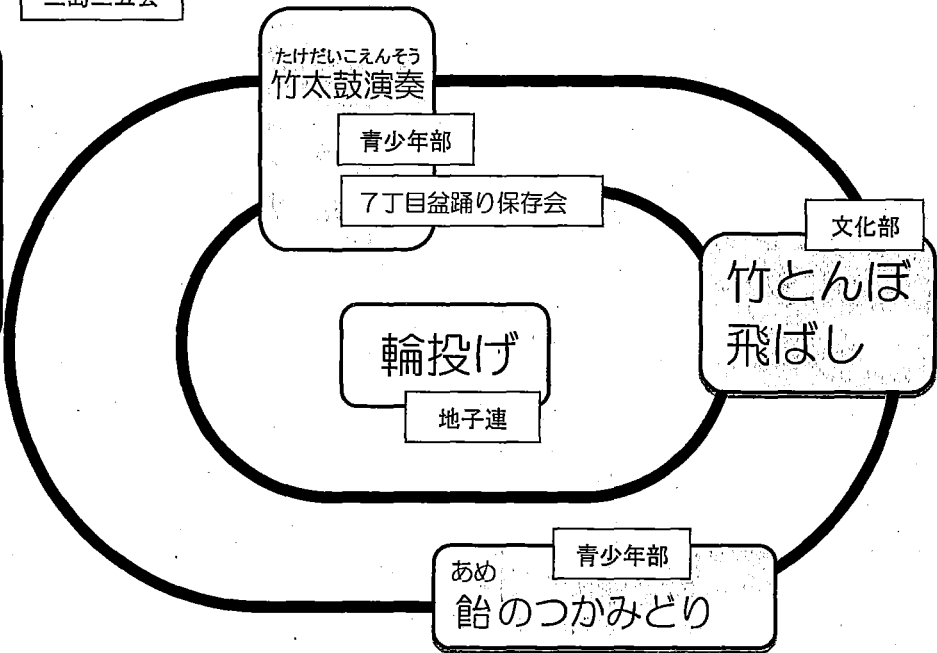 たけだいこえんそう
竹太鼓演奏
青少年部
7丁目盆踊り保存会
文化部
竹とんぼ
飛ばし
輪投げ
地子連
青少年部
あめ
飴のつかみどり